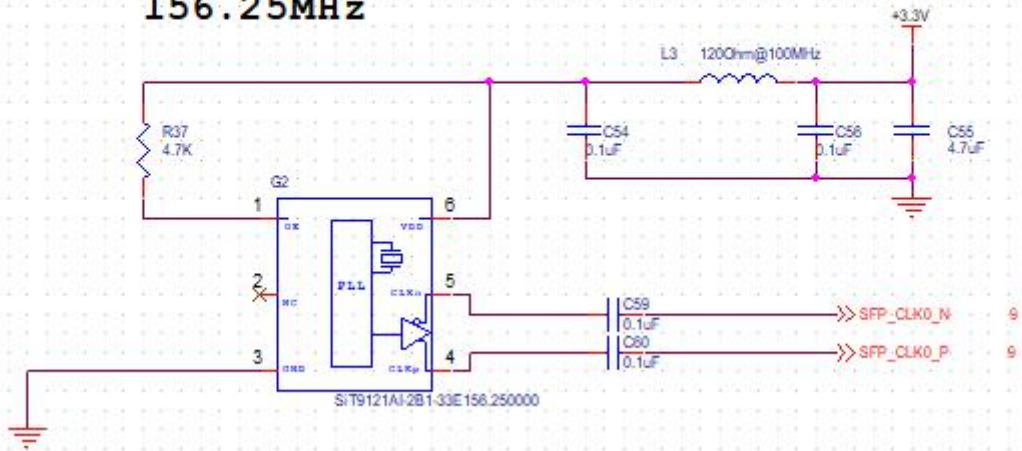 156.25MHz
+3.3V
L3 120Ohm@100MHz
R37
4.7K
C54
0.1uF
C56
0.1uF
C55
4.7uF
G2
1
OE
6
VDD
2
NC
PLL
5
CLKn
3
GND
4
CLKp
C59
0.1uF
SFP_CLK0_N 9
C60
0.1uF
SFP_CLK0_P 9
SiT9121AI-2B1-33E156.250000